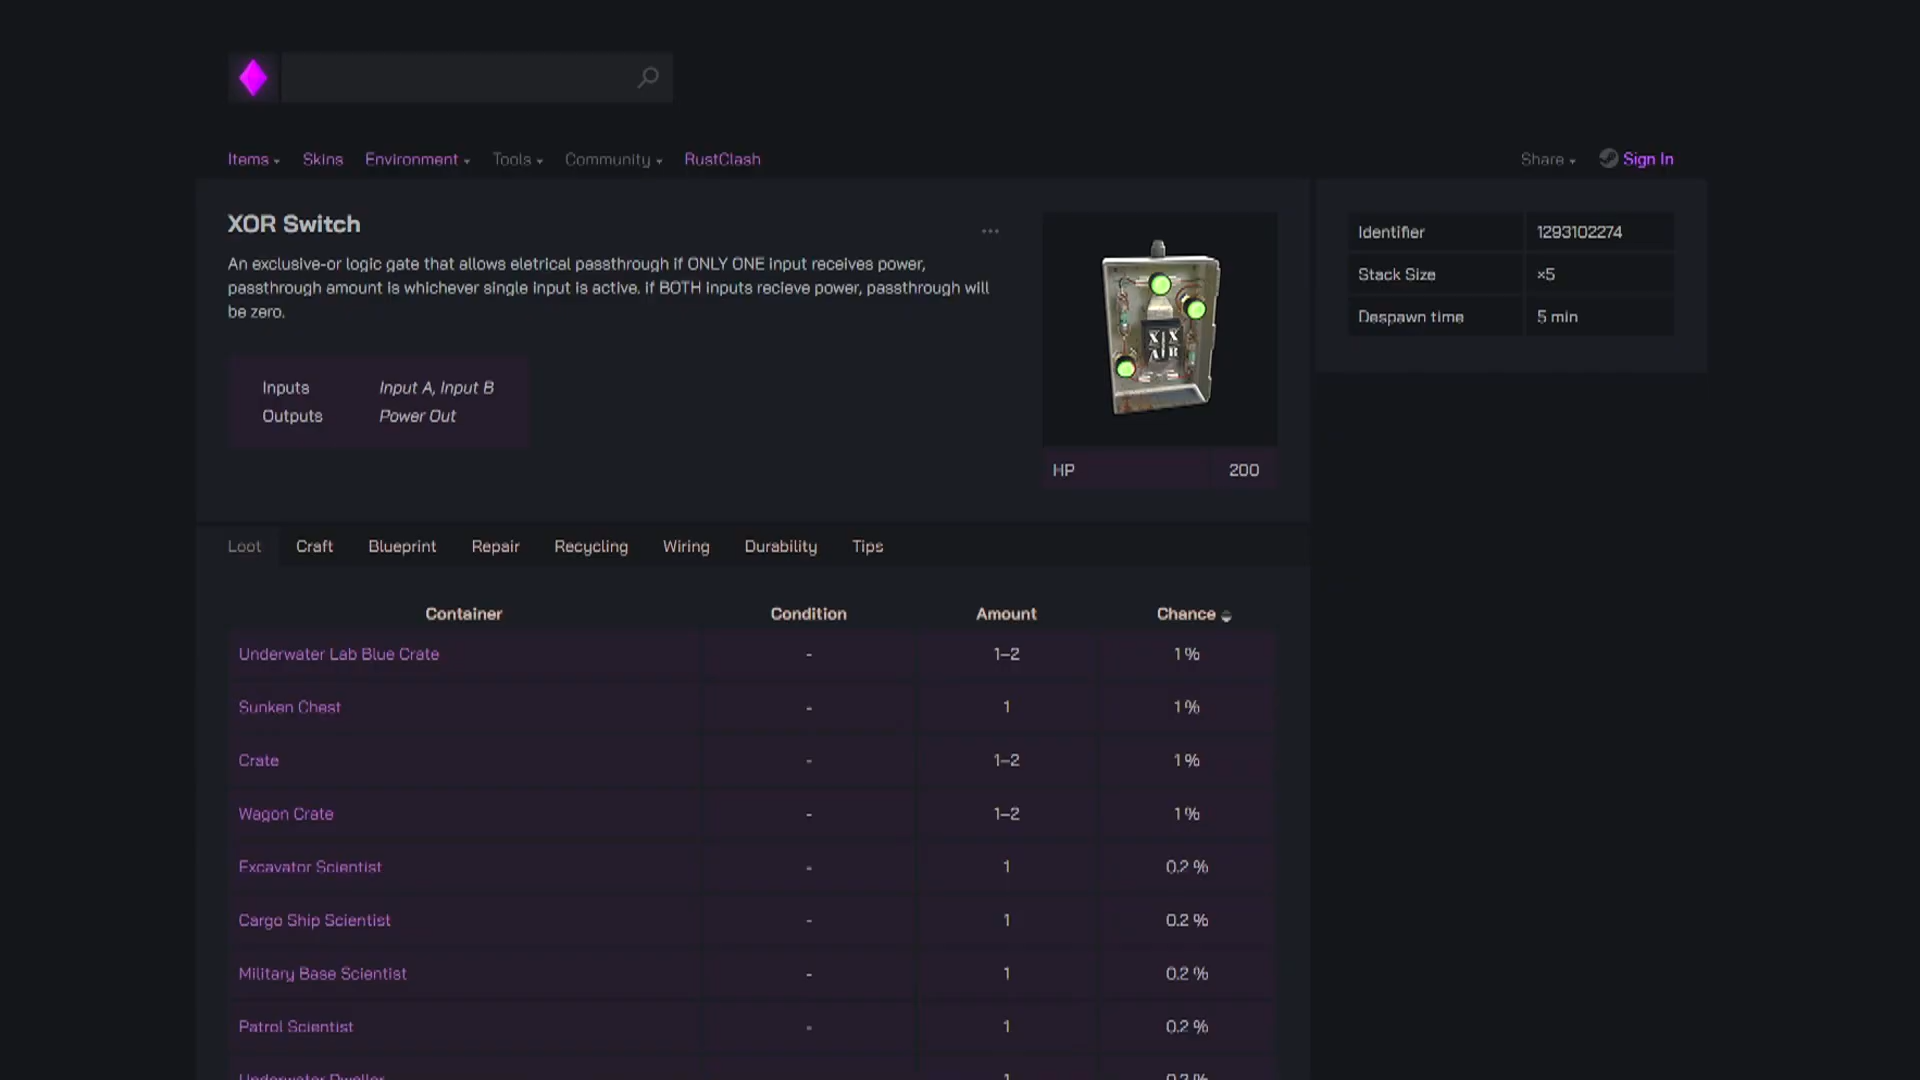 Items Skins Environment Tools Community RustClash Share Sign In
XOR Switch
An exclusive-or logic gate that allows eletrical passthrough if ONLY ONE input receives power,
passthrough amount is whichever single input is active. If BOTH inputs recieve power, passthrough will
be zero.
Inputs Input A, Input B
Outputs Power Out
X X
A B
HP 200
Identifier 1293102274
Stack Size ×5
Despawn time 5 min
Loot Craft Blueprint Repair Recycling Wiring Durability Tips
Container Condition Amount Chance
Underwater Lab Blue Crate - 1–2 1 %
Sunken Chest - 1 1 %
Crate - 1–2 1 %
Wagon Crate - 1–2 1 %
Excavator Scientist - 1 0.2 %
Cargo Ship Scientist - 1 0.2 %
Military Base Scientist - 1 0.2 %
Patrol Scientist - 1 0.2 %
Underwater Dweller 1 0.2 %